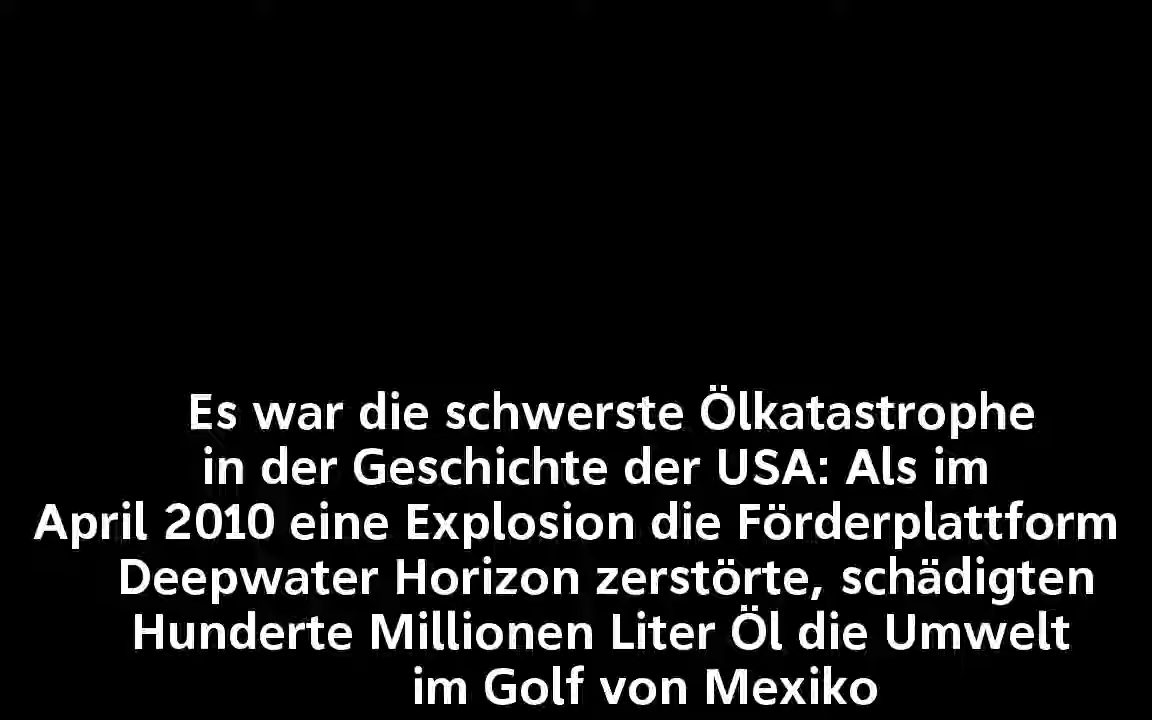 Es war die schwerste Ölkatastrophe
in der Geschichte der USA: Als im
April 2010 eine Explosion die Förderplattform
Deepwater Horizon zerstörte, schädigten
Hunderte Millionen Liter Öl die Umwelt
im Golf von Mexiko